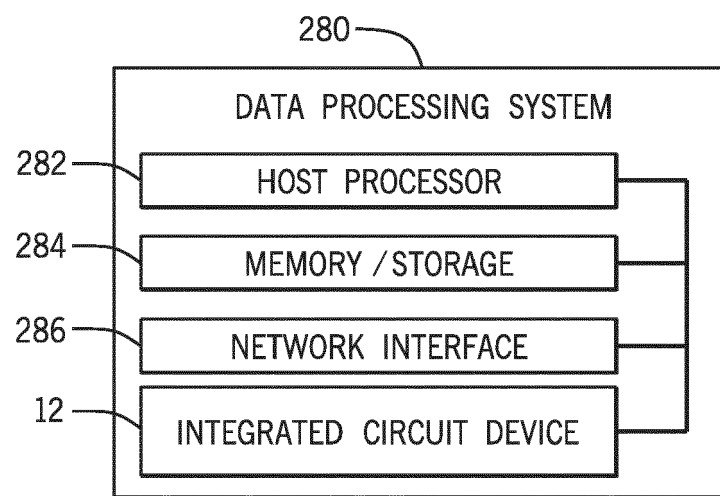 280
DATA PROCESSING SYSTEM
282
HOST PROCESSOR
284
MEMORY / STORAGE
286
NETWORK INTERFACE
12
INTEGRATED CIRCUIT DEVICE